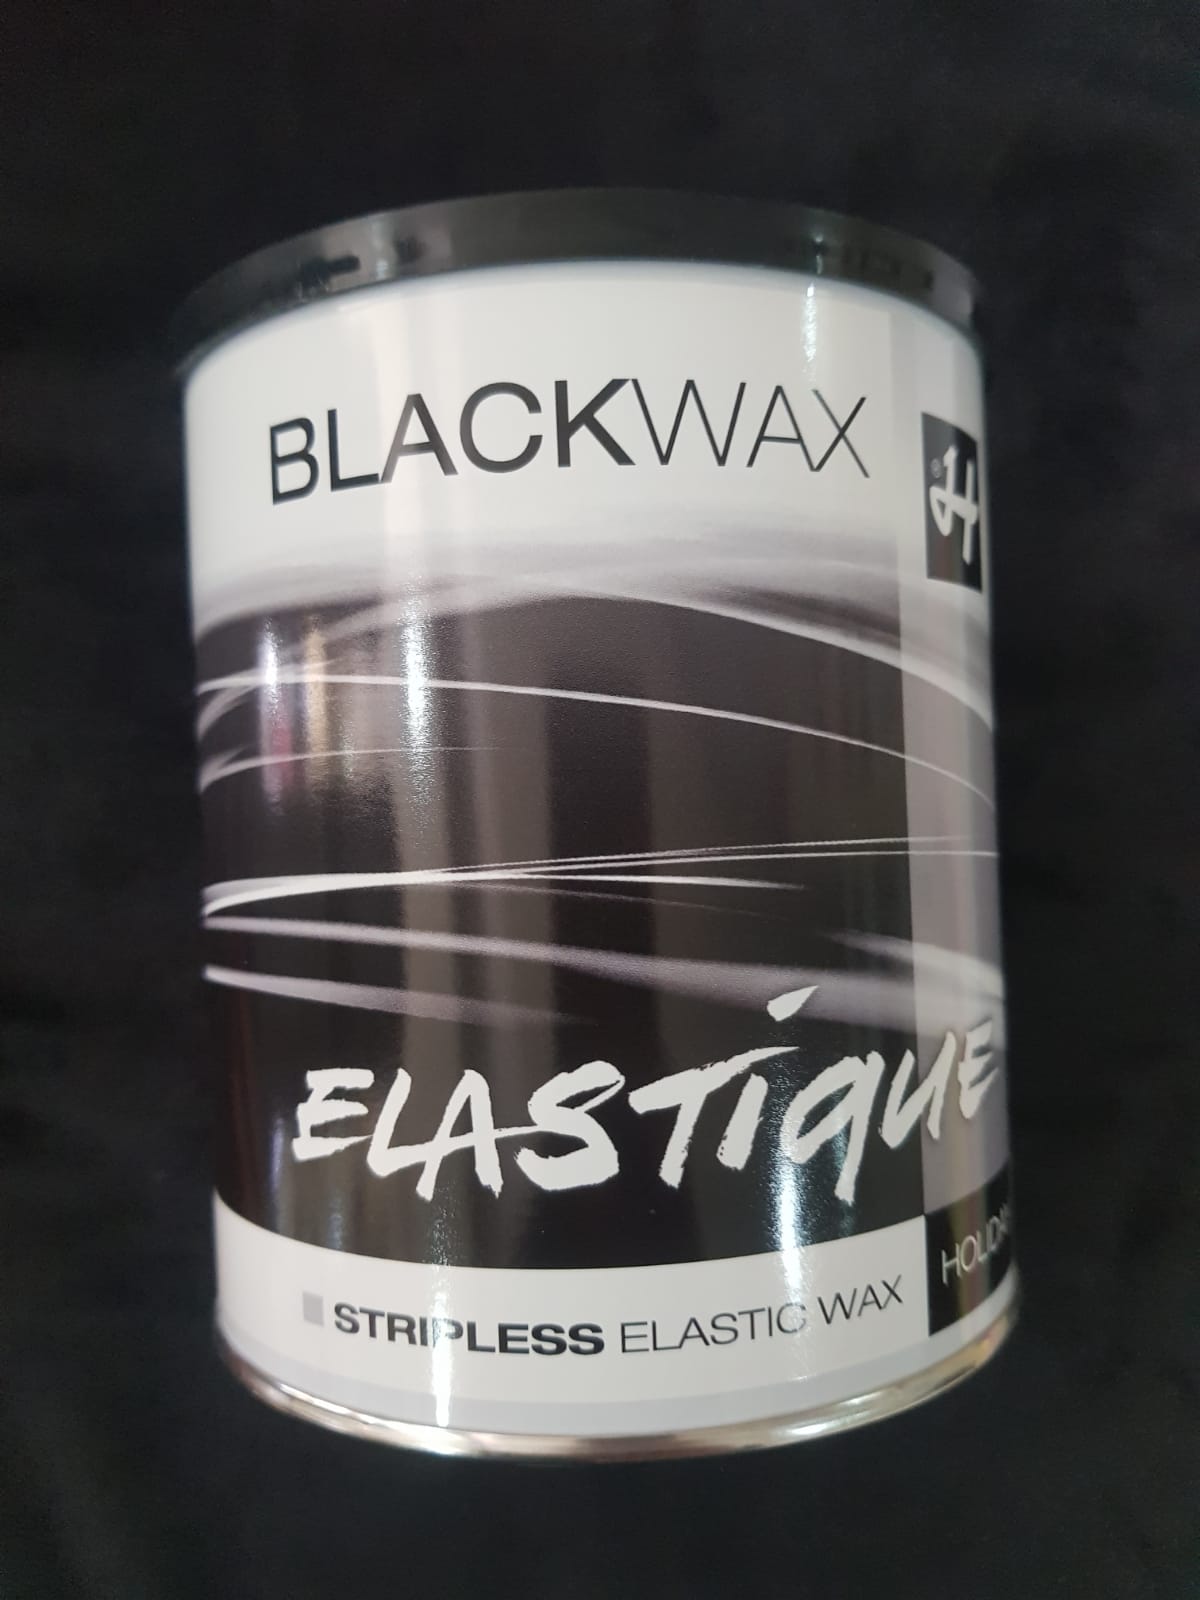 BLACKWAX
®
H
ELASTIQUE
STRIPLESS ELASTIC WAX